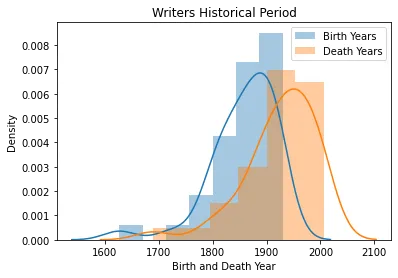 Writers Historical Period
Birth Years
Death Years
Density
0.008
0.007
0.006
0.005
0.004
0.003
0.002
0.001
0.000
1600 1700 1800 1900 2000 2100
Birth and Death Year